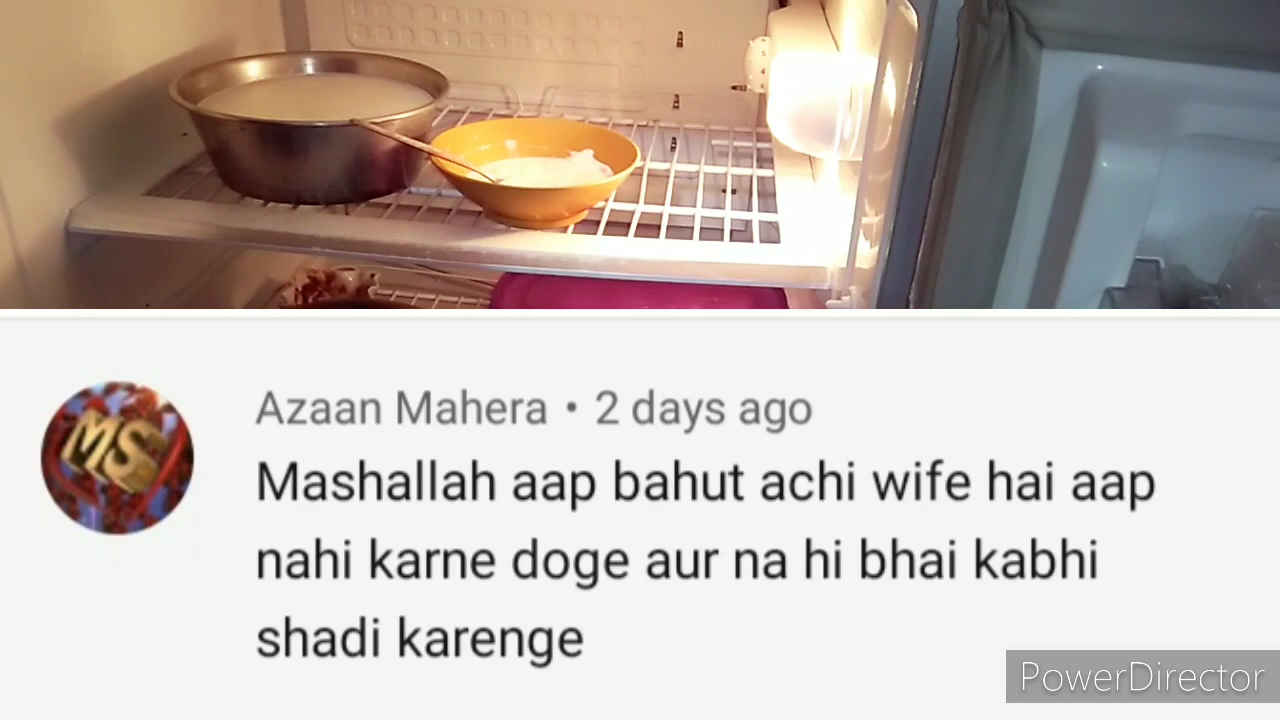 MS
Azaan Mahera • 2 days ago
Mashallah aap bahut achi wife hai aap
nahi karne doge aur na hi bhai kabhi
shadi karenge
PowerDirector